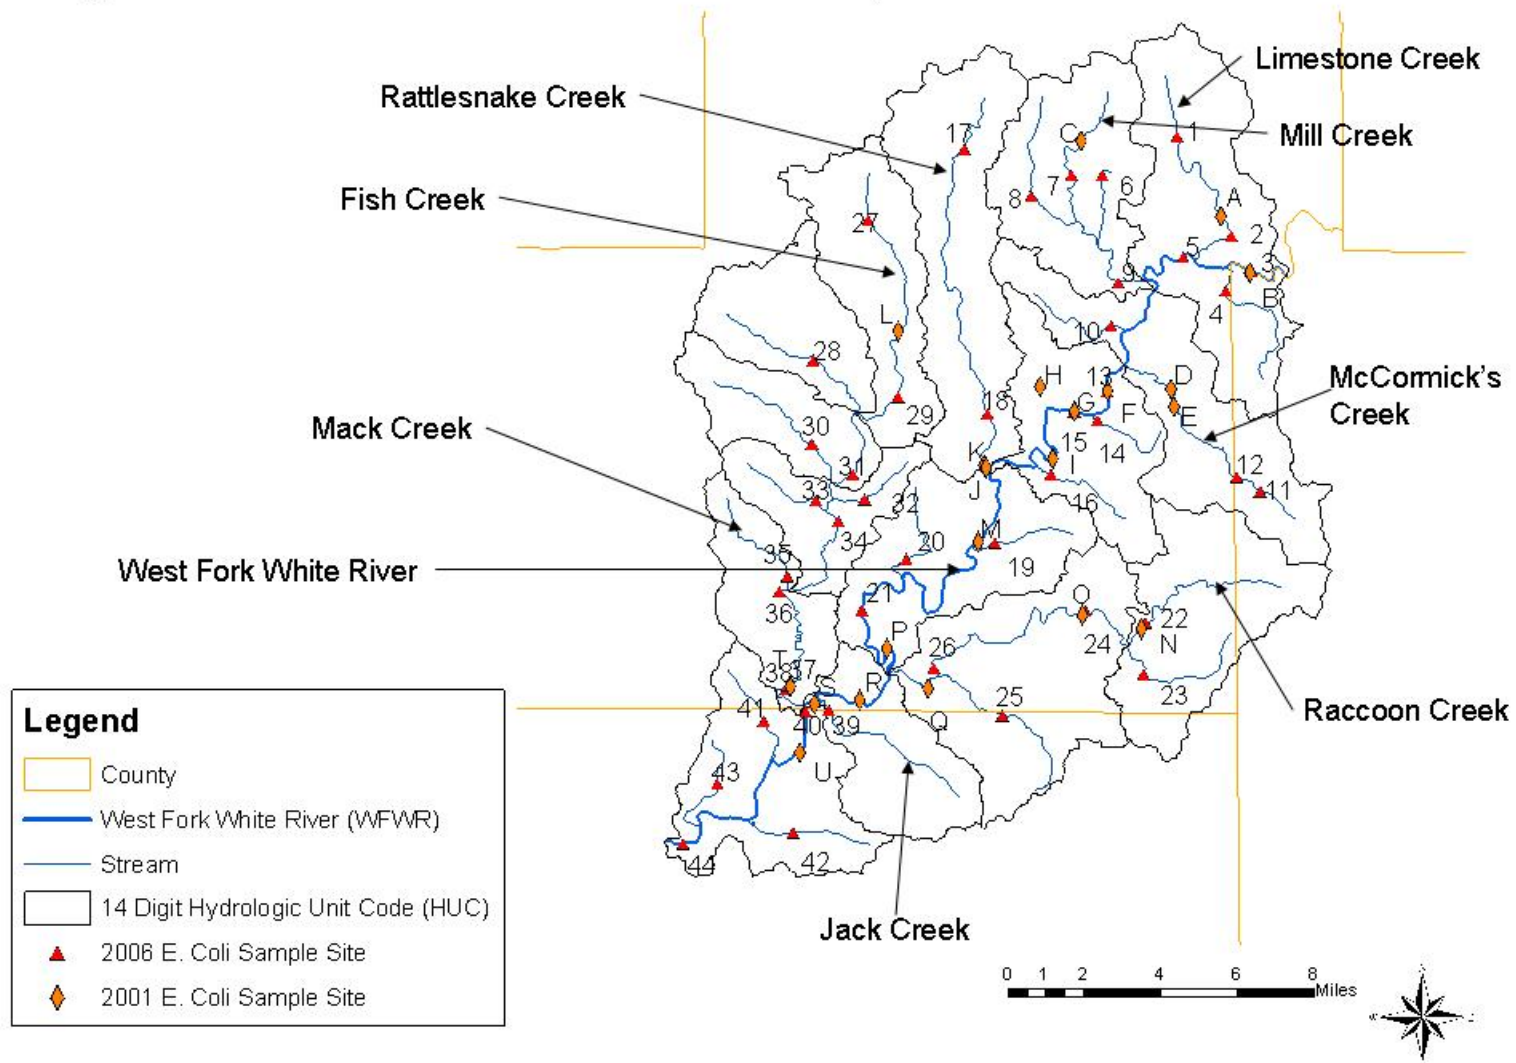 Limestone Creek
Rattlesnake Creek
Mill Creek
Fish Creek
McCormick's
Creek
Mack Creek
West Fork White River
Raccoon Creek
Jack Creek
17
C
1
7
6
8
A
27
2
5
3
9
B
4
L
10
28
H
13
D
29
18
G
F
E
30
15
14
K
I
12
31
11
33
J
16
32
34
M
20
19
35
36
21
O
22
24
N
P
26
23
T
37
38
S
R
25
Q
41
40
39
U
43
42
44
Legend
County
West Fork White River (WFWR)
Stream
14 Digit Hydrologic Unit Code (HUC)
2006 E. Coli Sample Site
2001 E. Coli Sample Site
0 1 2 4 6 8
Miles